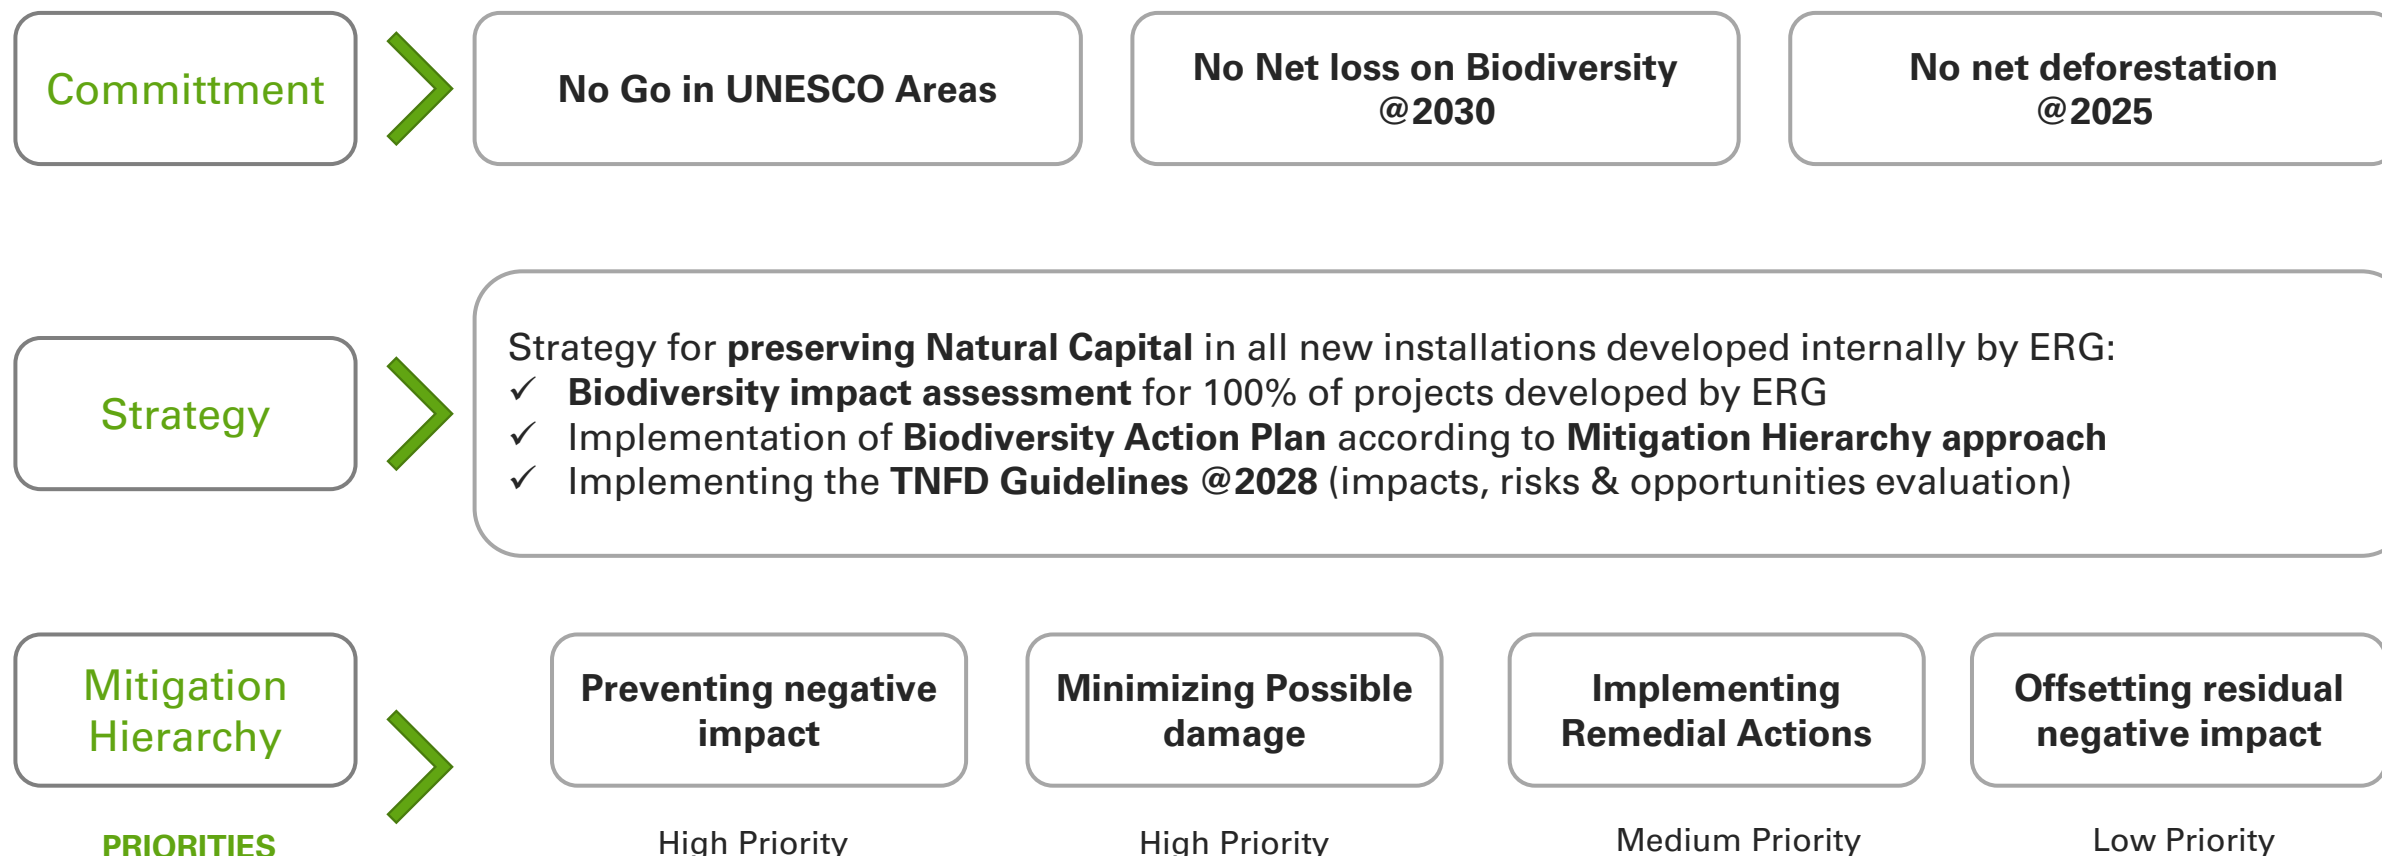 Committment
No Go in UNESCO Areas
No Net loss on Biodiversity
@2030
No net deforestation
@2025
Strategy
Strategy for preserving Natural Capital in all new installations developed internally by ERG:
✓ Biodiversity impact assessment for 100% of projects developed by ERG
✓ Implementation of Biodiversity Action Plan according to Mitigation Hierarchy approach
✓ Implementing the TNFD Guidelines @2028 (impacts, risks & opportunities evaluation)
Mitigation
Hierarchy
Preventing negative
impact
Minimizing Possible
damage
Implementing
Remedial Actions
Offsetting residual
negative impact
PRIORITIES
High Priority
High Priority
Medium Priority
Low Priority